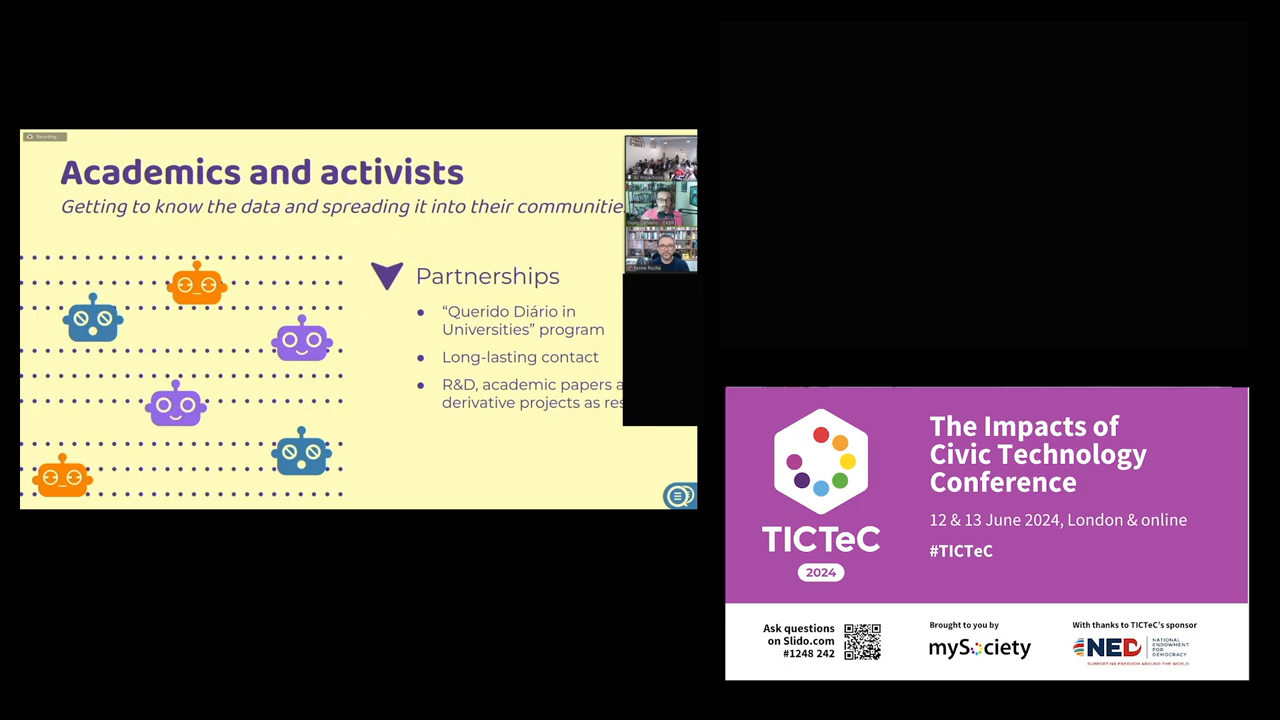 Recording...
Academics and activists
Getting to know the data and spreading it into their communitie
Partnerships
● “Querido Diário in
Universities” program
● Long-lasting contact
● R&D, academic papers a
derivative projects as res
TICTeC
2024
The Impacts of
Civic Technology
Conference
12 & 13 June 2024, London & online
#TICTeC
Ask questions
on Slido.com
#1248 242
Brought to you by
mySociety
With thanks to TICTeC's sponsor
NED
NATIONAL
ENDOWMENT
FOR
DEMOCRACY
SUPPORTING FREEDOM AROUND THE WORLD